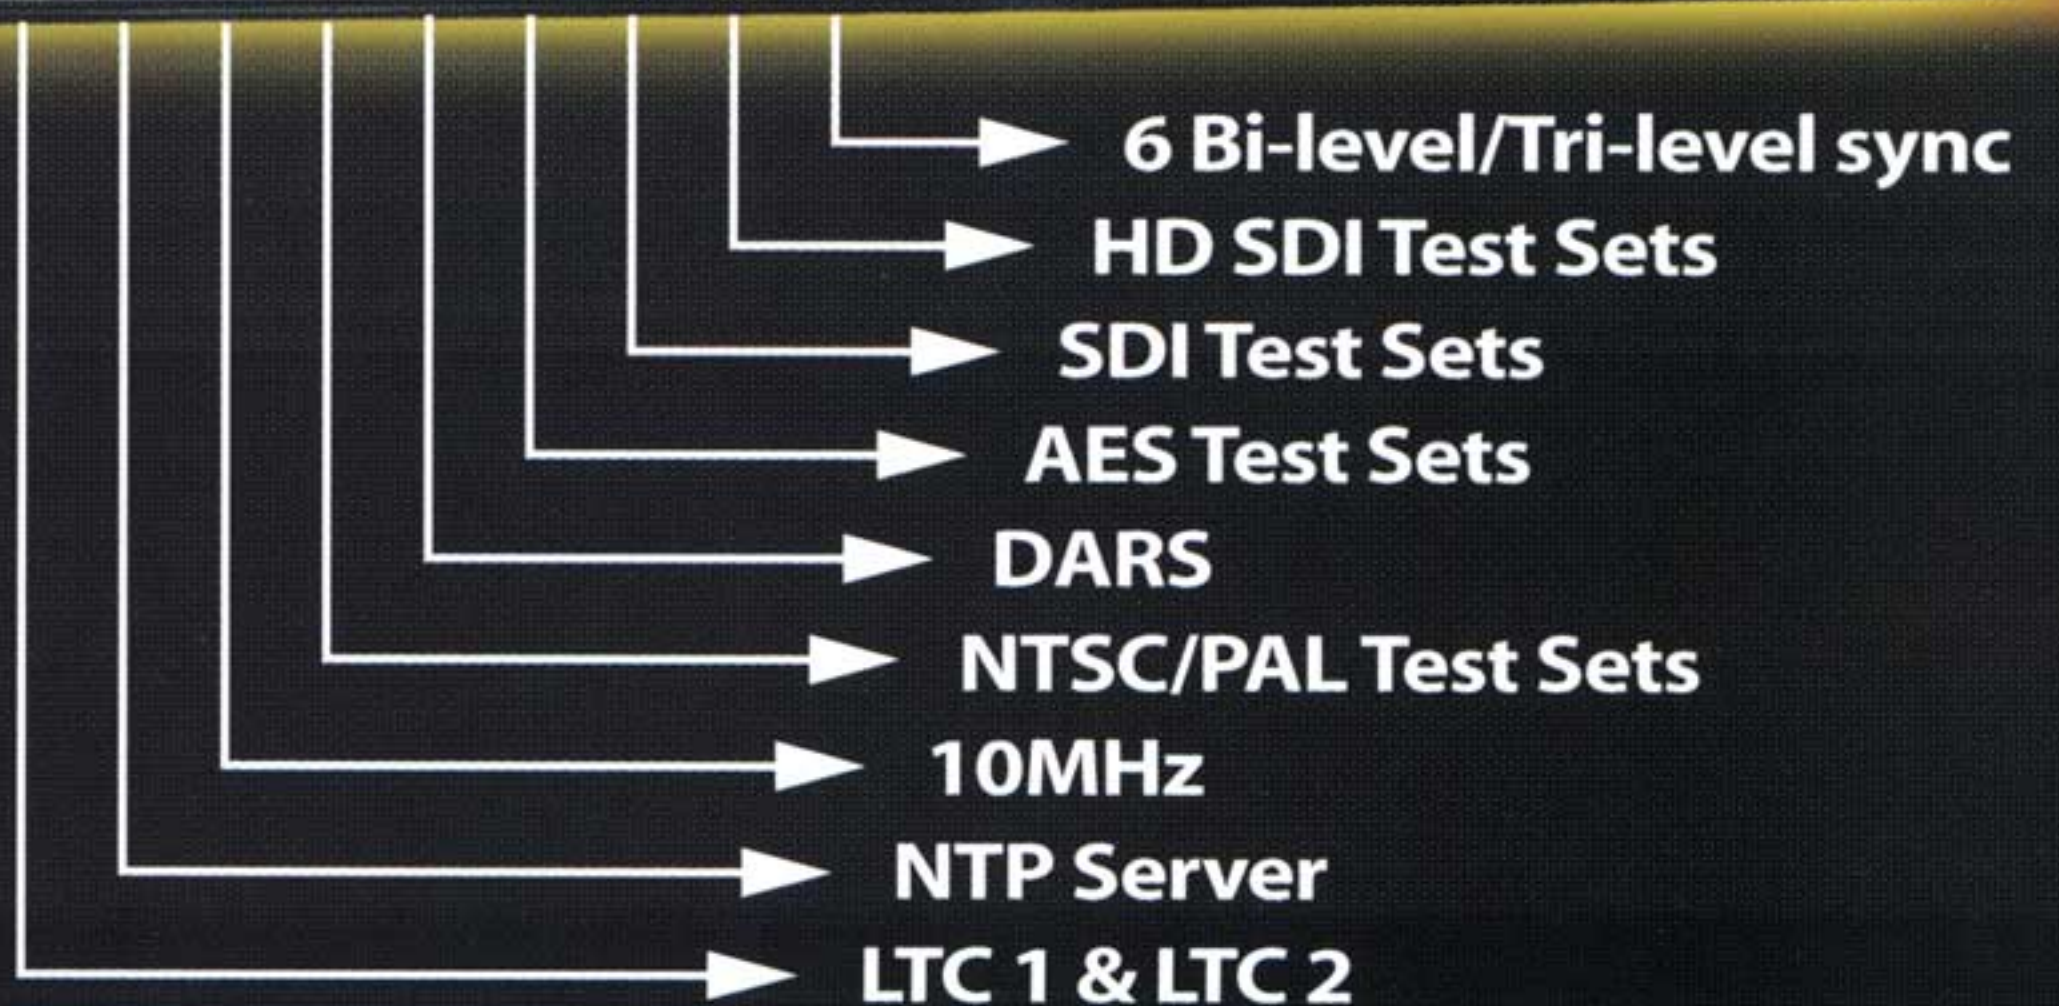 6 Bi-level/Tri-level sync
HD SDI Test Sets
SDI Test Sets
AES Test Sets
DARS
NTSC/PAL Test Sets
10MHz
NTP Server
LTC 1 & LTC 2